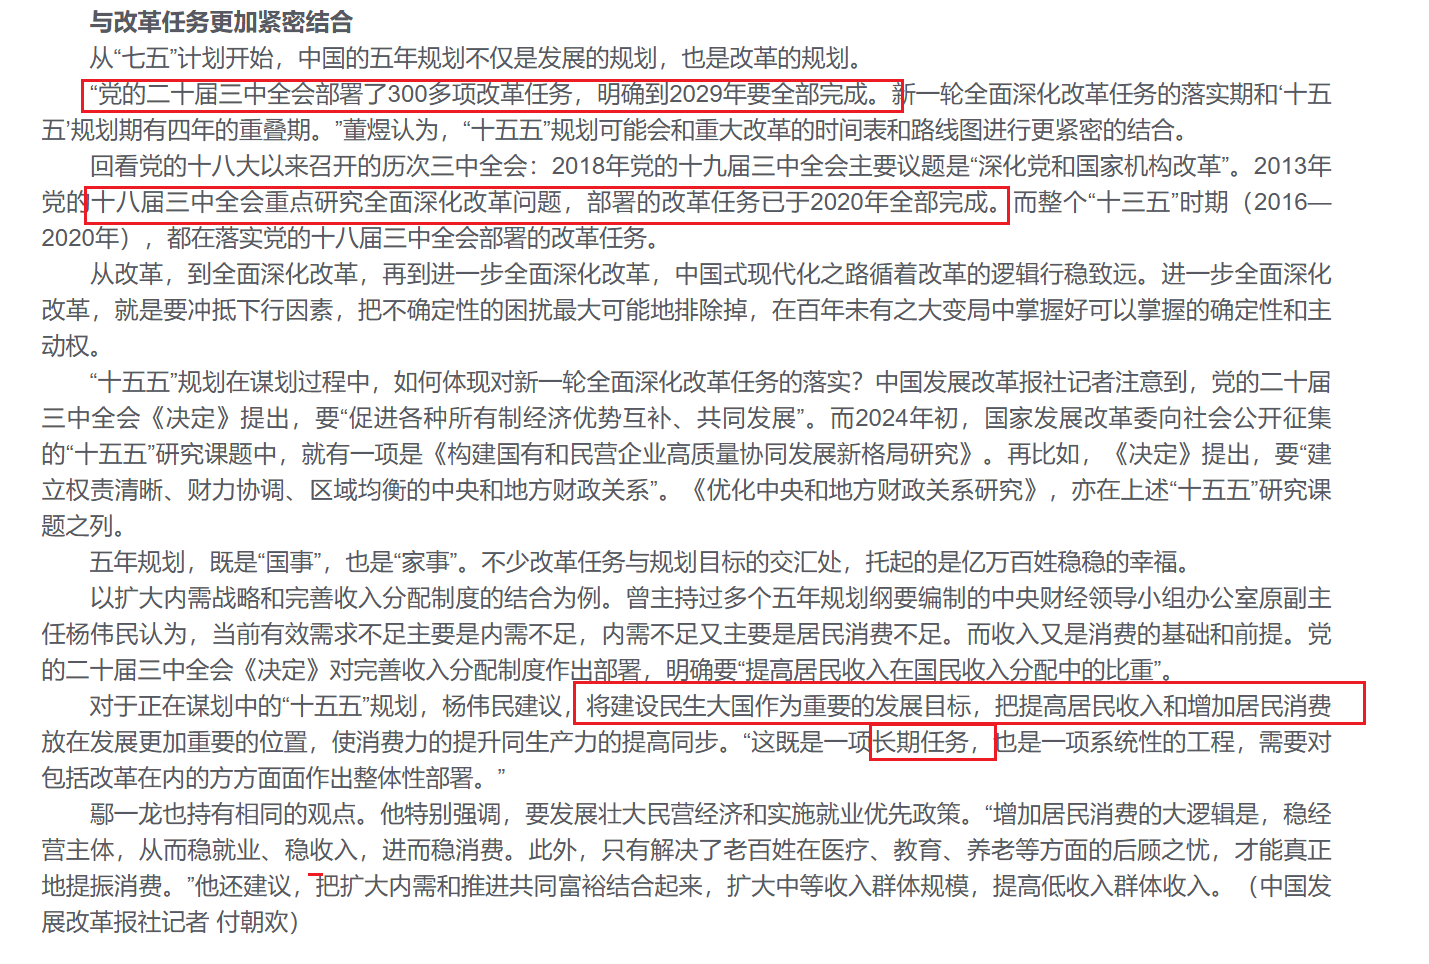 与改革任务更加紧密结合
从“七五”计划开始，中国的五年规划不仅是发展的规划，也是改革的规划。
“党的二十届三中全会部署了300多项改革任务，明确到2029年要全部完成。新一轮全面深化改革任务的落实期和‘十五
五’规划期有四年的重叠期。”董煜认为，“十五五”规划可能会和重大改革的时间表和路线图进行更紧密的结合。
回看党的十八大以来召开的历次三中全会：2018年党的十九届三中全会主要议题是“深化党和国家机构改革”。2013年
党的十八届三中全会重点研究全面深化改革问题，部署的改革任务已于2020年全部完成。而整个“十三五”时期（2016—
2020年），都在落实党的十八届三中全会部署的改革任务。
从改革，到全面深化改革，再到进一步全面深化改革，中国式现代化之路循着改革的逻辑行稳致远。进一步全面深化
改革，就是要冲抵下行因素，把不确定性的困扰最大可能地排除掉，在百年未有之大变局中掌握好可以掌握的确定性和主
动权。
“十五五”规划在谋划过程中，如何体现对新一轮全面深化改革任务的落实？中国发展改革报社记者注意到，党的二十届
三中全会《决定》提出，要“促进各种所有制经济优势互补、共同发展”。而2024年初，国家发展改革委向社会公开征集
的“十五五”研究课题中，就有一项是《构建国有和民营企业高质量协同发展新格局研究》。再比如，《决定》提出，要“建
立权责清晰、财力协调、区域均衡的中央和地方财政关系”。《优化中央和地方财政关系研究》，亦在上述“十五五”研究课
题之列。
五年规划，既是“国事”，也是“家事”。不少改革任务与规划目标的交汇处，托起的是亿万百姓稳稳的幸福。
以扩大内需战略和完善收入分配制度的结合为例。曾主持过多个五年规划纲要编制的中央财经领导小组办公室原副主
任杨伟民认为，当前有效需求不足主要是内需不足，内需不足又主要是居民消费不足。而收入又是消费的基础和前提。党
的二十届三中全会《决定》对完善收入分配制度作出部署，明确要“提高居民收入在国民收入分配中的比重”。
对于正在谋划中的“十五五”规划，杨伟民建议，将建设民生大国作为重要的发展目标，把提高居民收入和增加居民消费
放在发展更加重要的位置，使消费力的提升同生产力的提高同步。“这既是一项长期任务，也是一项系统性的工程，需要对
包括改革在内的方方面面作出整体性部署。”
鄢一龙也持有相同的观点。他特别强调，要发展壮大民营经济和实施就业优先政策。“增加居民消费的大逻辑是，稳经
营主体，从而稳就业、稳收入，进而稳消费。此外，只有解决了老百姓在医疗、教育、养老等方面的后顾之忧，才能真正
地提振消费。”他还建议，把扩大内需和推进共同富裕结合起来，扩大中等收入群体规模，提高低收入群体收入。（中国发
展改革报社记者 付朝欢）